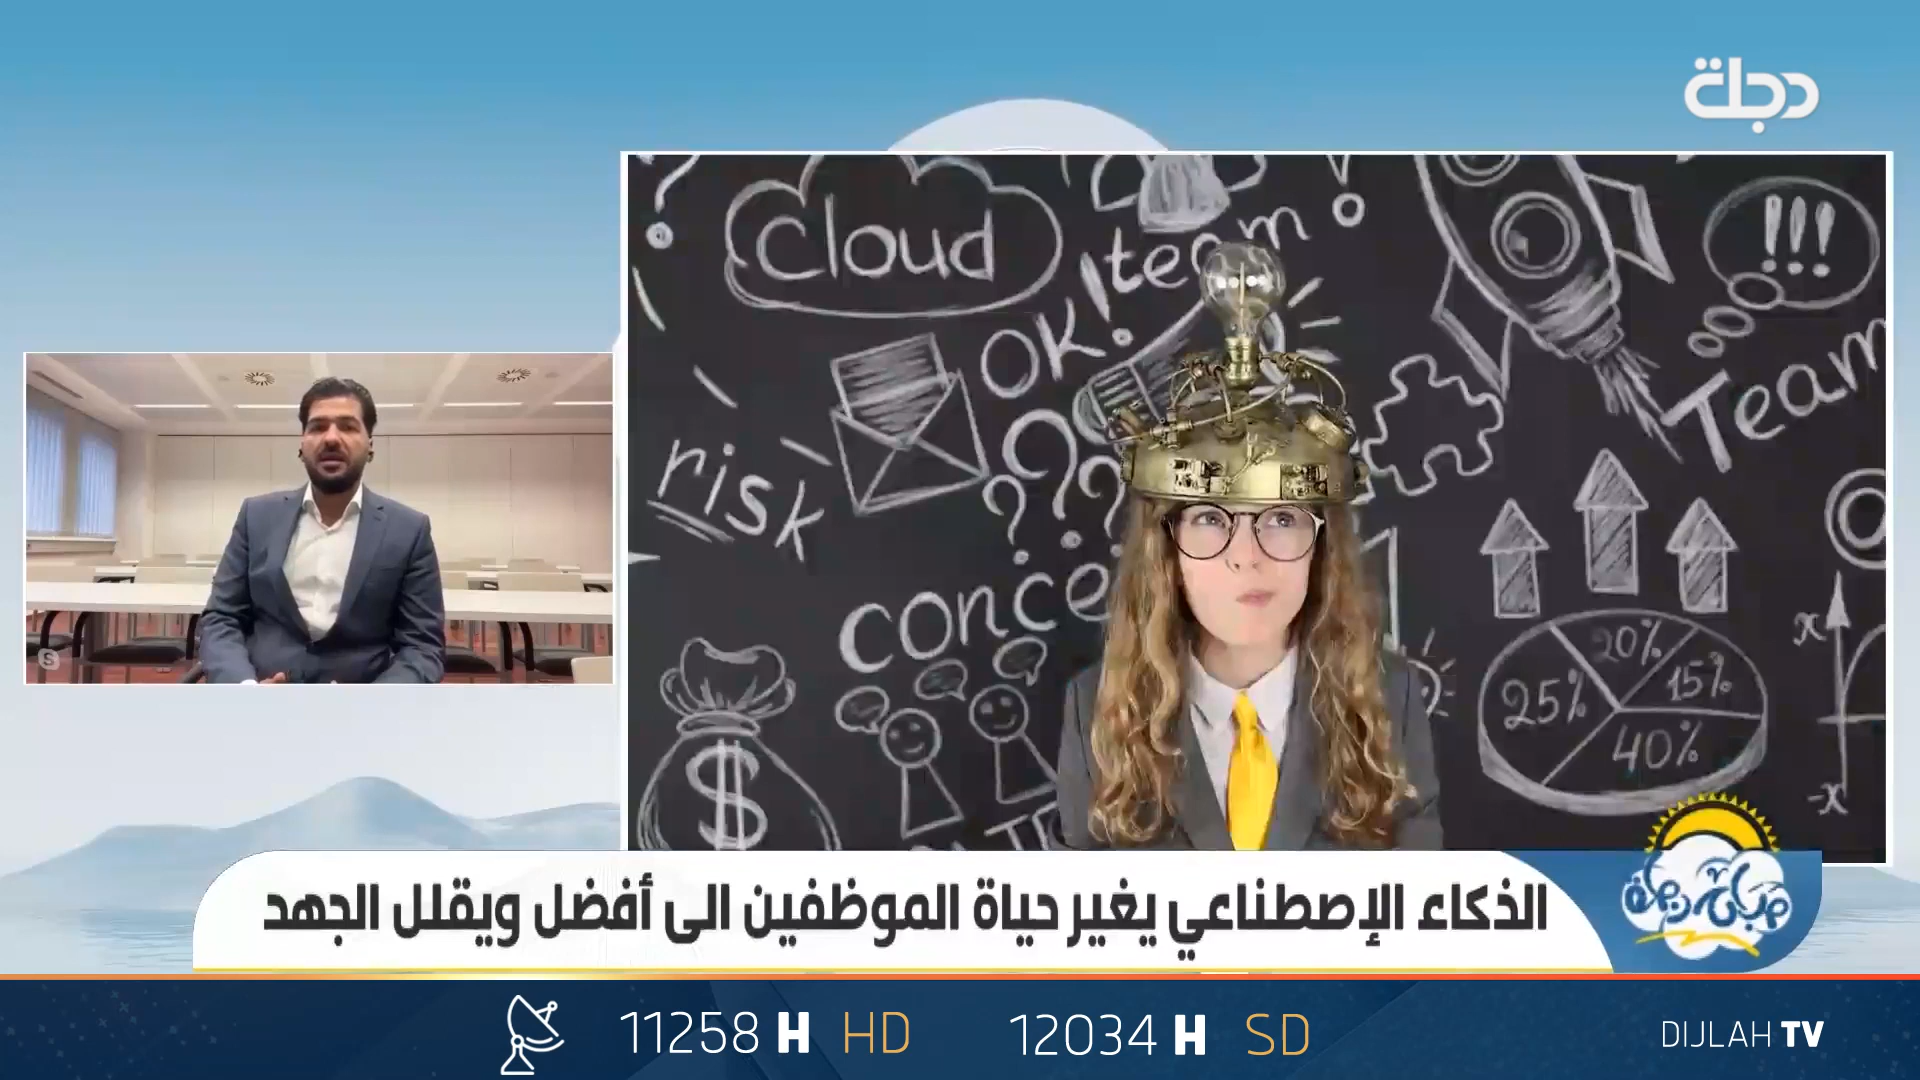 دجلة
Cloud
team
!!!
OK!
Team
risk
???
conce
20%
25%
15%
40%
$
x
-x
الذكاء الإصطناعي يغير حياة الموظفين الى أفضل ويقلل الجهد
صباحك دجلة
11258 H HD
12034 H SD
DIJLAH TV